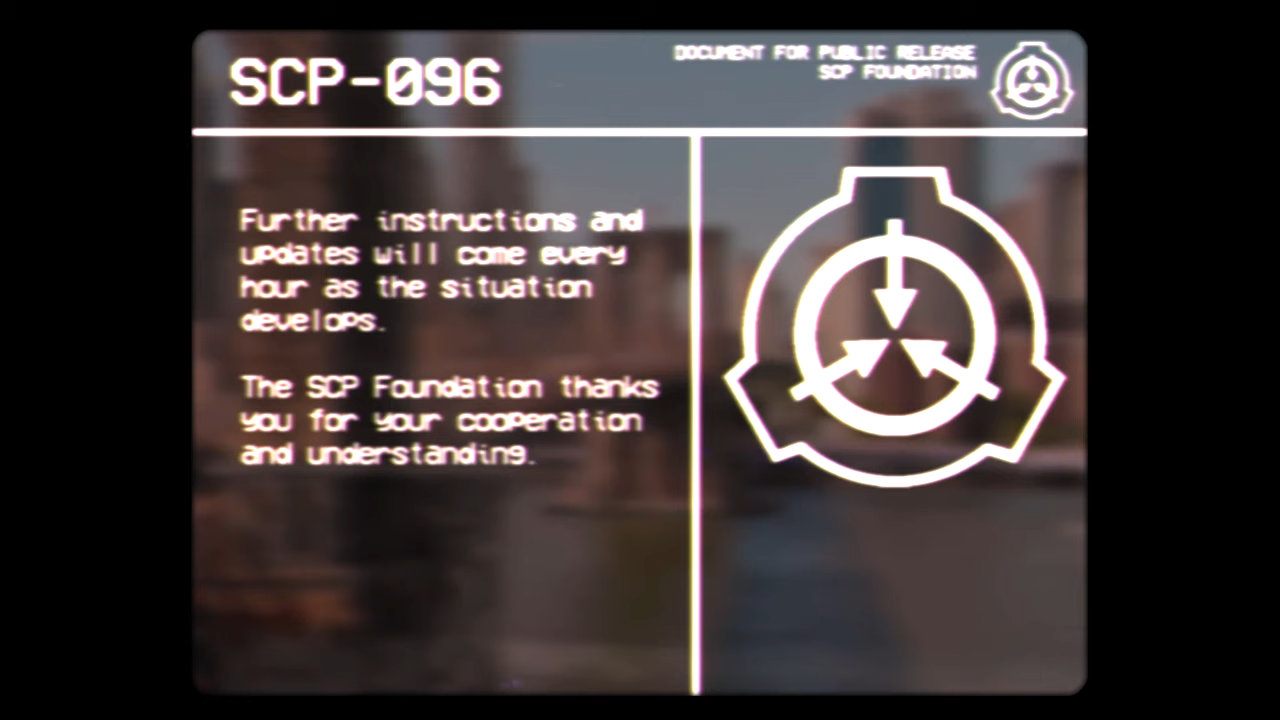 SCP-096
DOCUMENT FOR PUBLIC RELEASE
SCP FOUNDATION
Further instructions and
updates will come every
hour as the situation
develops.
The SCP Foundation thanks
you for your cooperation
and understanding.